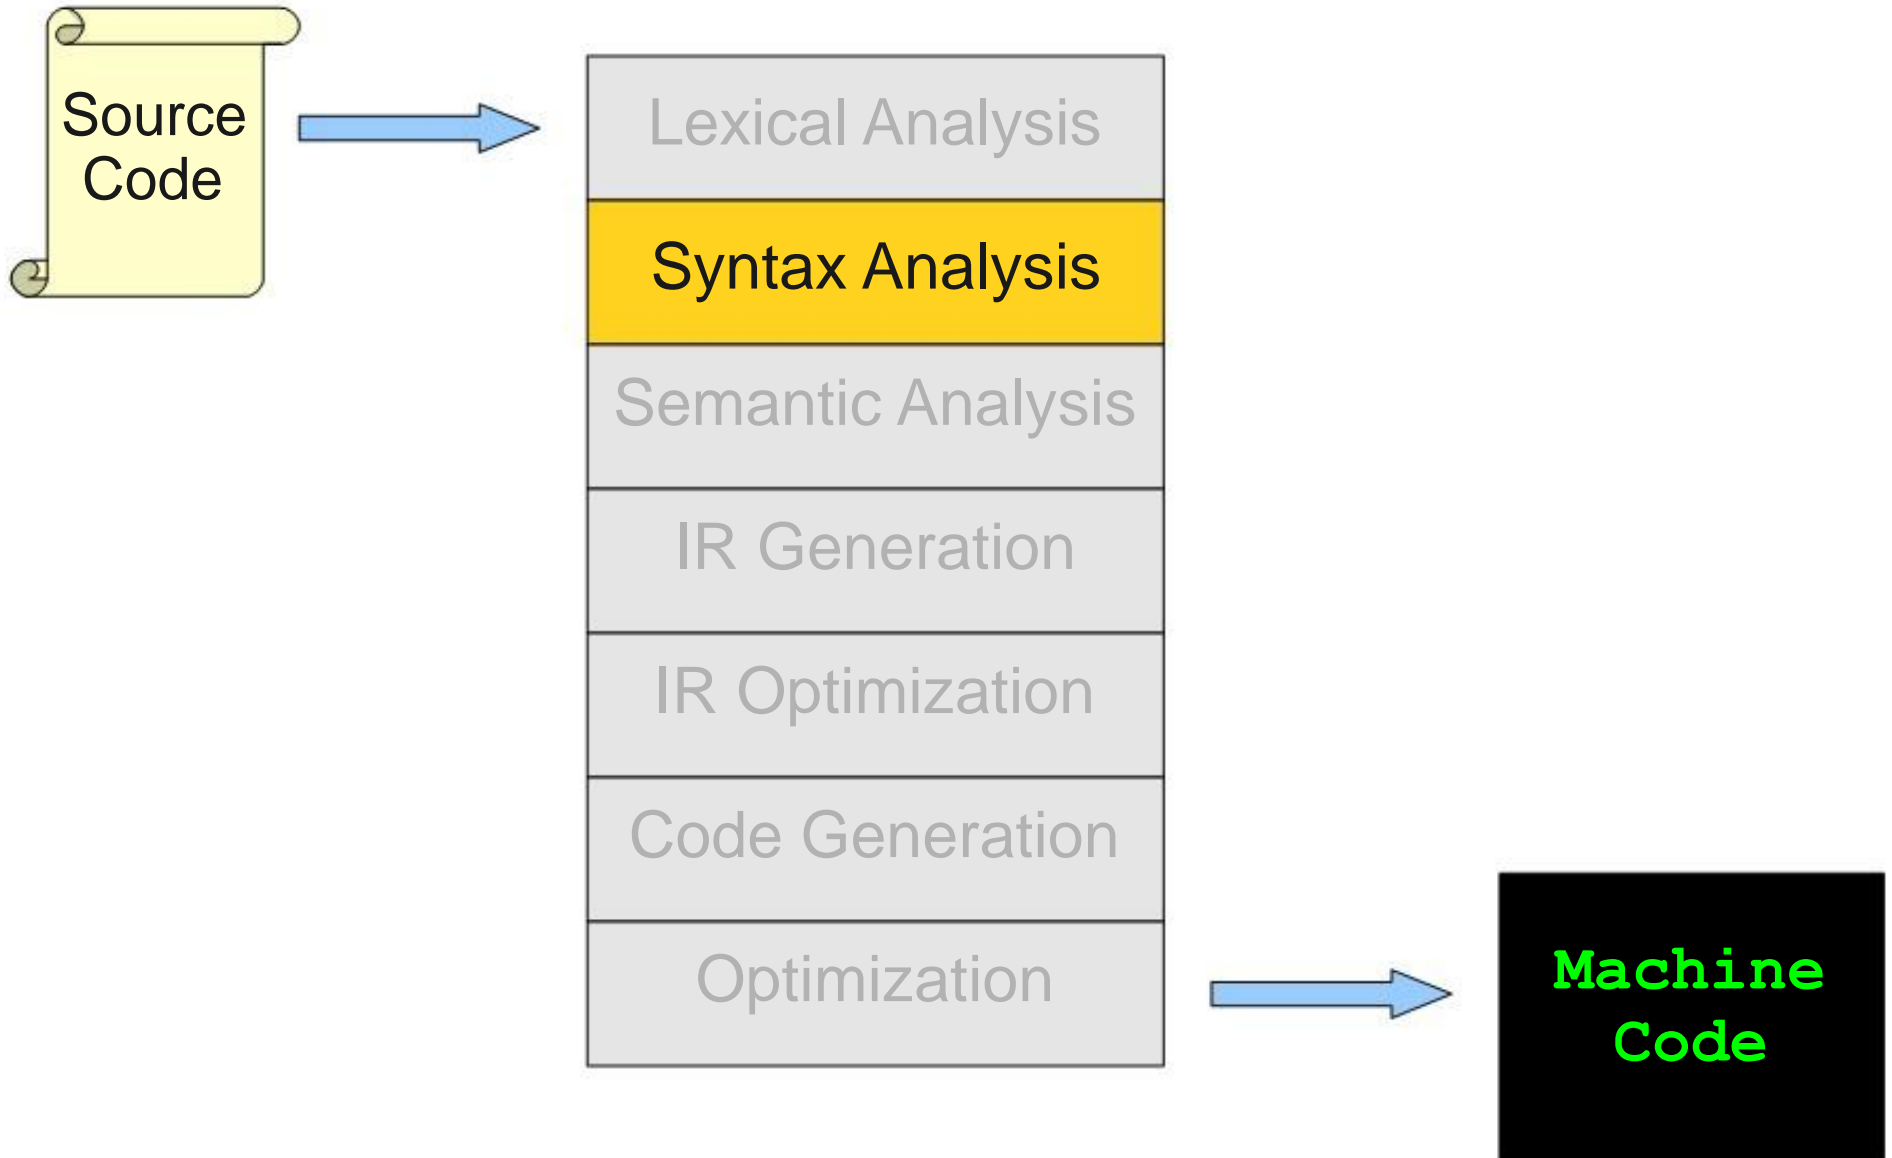 Source
Code
Lexical Analysis
Syntax Analysis
Semantic Analysis
IR Generation
IR Optimization
Code Generation
Optimization
Machine
Code